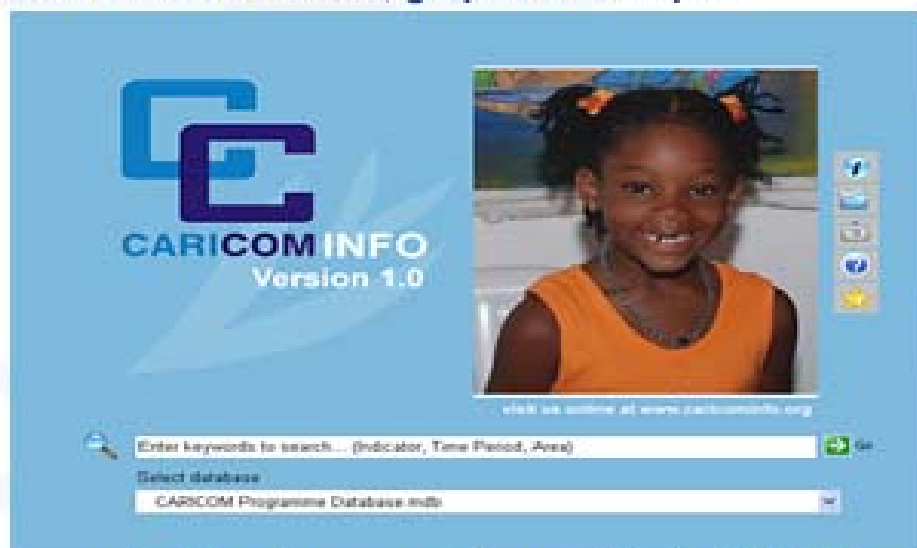 CARICOM INFO
Version 1.0
visit us online at www.caricominfo.org
Enter keywords to search... (Indicator, Time Period, Area)
Go
Select database
CARICOM Programme Database.mdb